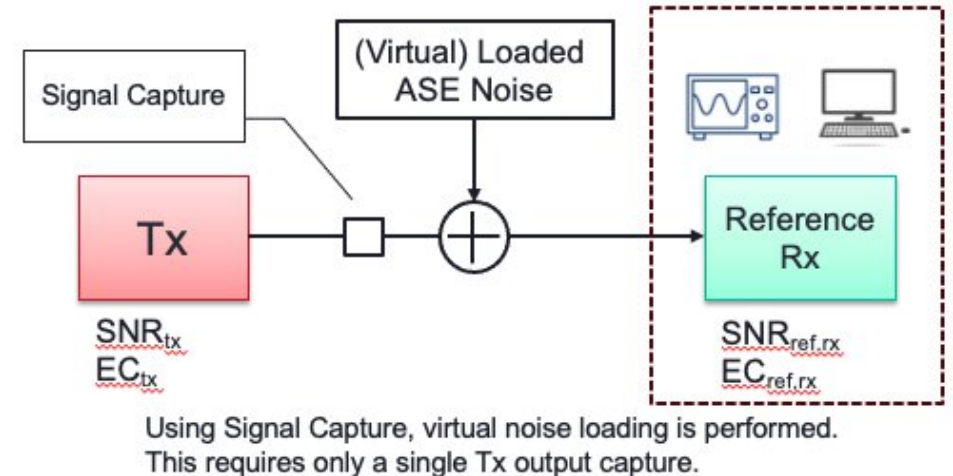 (Virtual) Loaded
ASE Noise
Signal Capture
Tx
Reference
Rx
SNRtx
ECtx
SNRref,rx
ECref,rx
Using Signal Capture, virtual noise loading is performed.
This requires only a single Tx output capture.